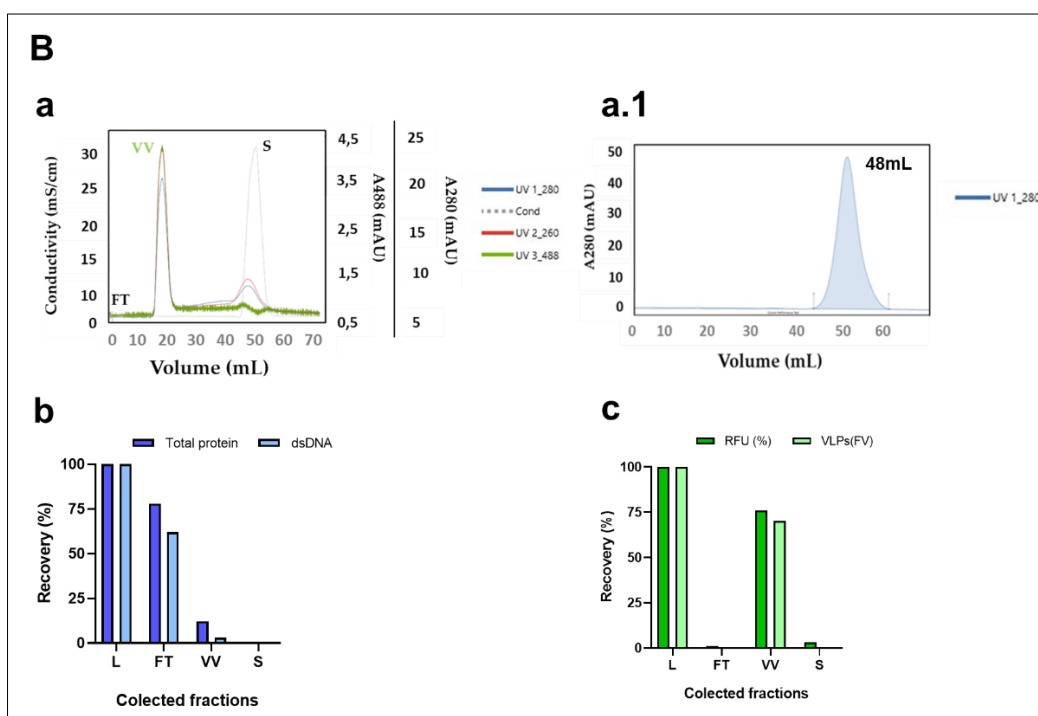 B
a
VV
S
FT
Conductivity (mS/cm)
30
25
20
15
10
0
0 10 20 30 40 50 60 70
Volume (mL)
4,5
3,5
2,5
1,5
0,5
A488 (mAU)
25
20
15
10
5
A280 (mAU)
UV 1_280
Cond
UV 2_260
UV 3_488
a.1
48mL
A280 (mAU)
50
40
30
20
10
0
0 10 20 30 40 50 60
Volume (mL)
UV 1_280
b
Total protein dsDNA
Recovery (%)
100
75
50
25
0
L FT VV S
Colected fractions
c
RFU (%) VLPs(FV)
Recovery (%)
100
75
50
25
0
L FT VV S
Colected fractions